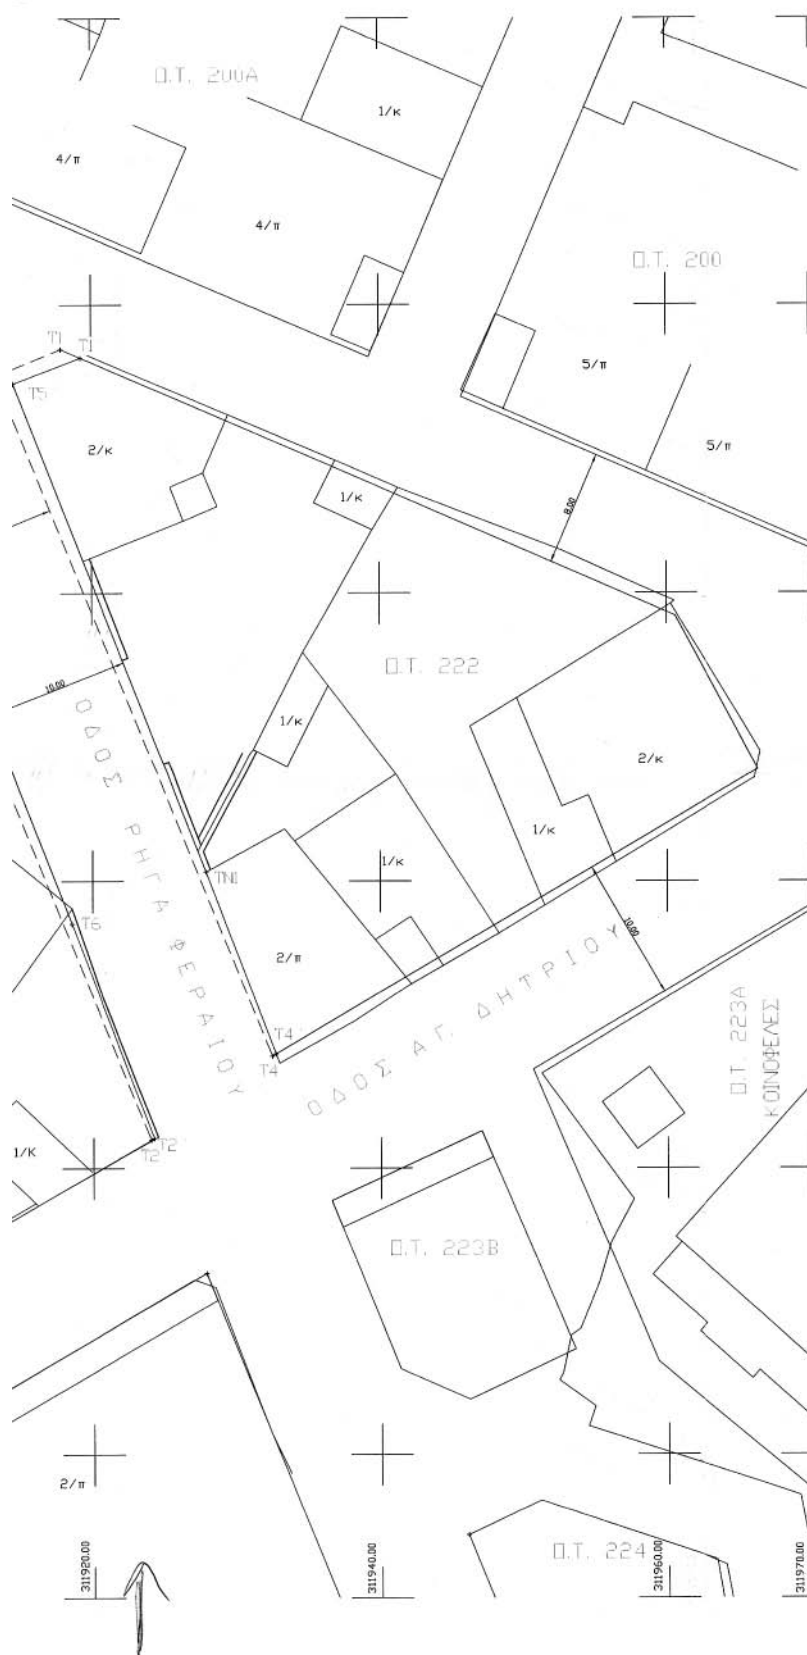 Ο.Τ. 200Α
1/κ
4/π
4/π
Ο.Τ. 200
Τ1
Τ1
Τ5
5/π
5/π
2/κ
1/κ
8.00
Ο.Τ. 222
10.00
1/κ
2/κ
1/κ
1/κ
ΤΝ1
Τ6
2/π
10.00
ΟΔΟΣ ΡΗΓΑ ΦΕΡΑΙΟΥ
ΟΔΟΣ ΑΓ. ΔΗΤΡΙΟΥ
Τ4
Τ4
Ο.Τ. 223Α
ΚΟΙΝΟΦΕΛΕΣ
1/Κ
Τ2
Τ2
Ο.Τ. 223Β
2/π
Ο.Τ. 224
311920.00
311940.00
311960.00
311970.00